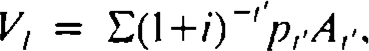 V_t = Σ(1+i)^{-t'} p_{t'} A_{t'},